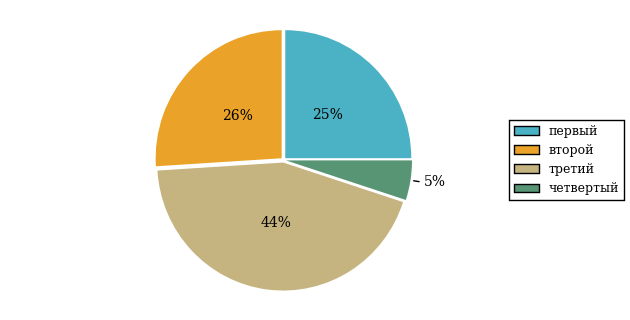 26%
25%
5%
44%
первый
второй
третий
четвертый